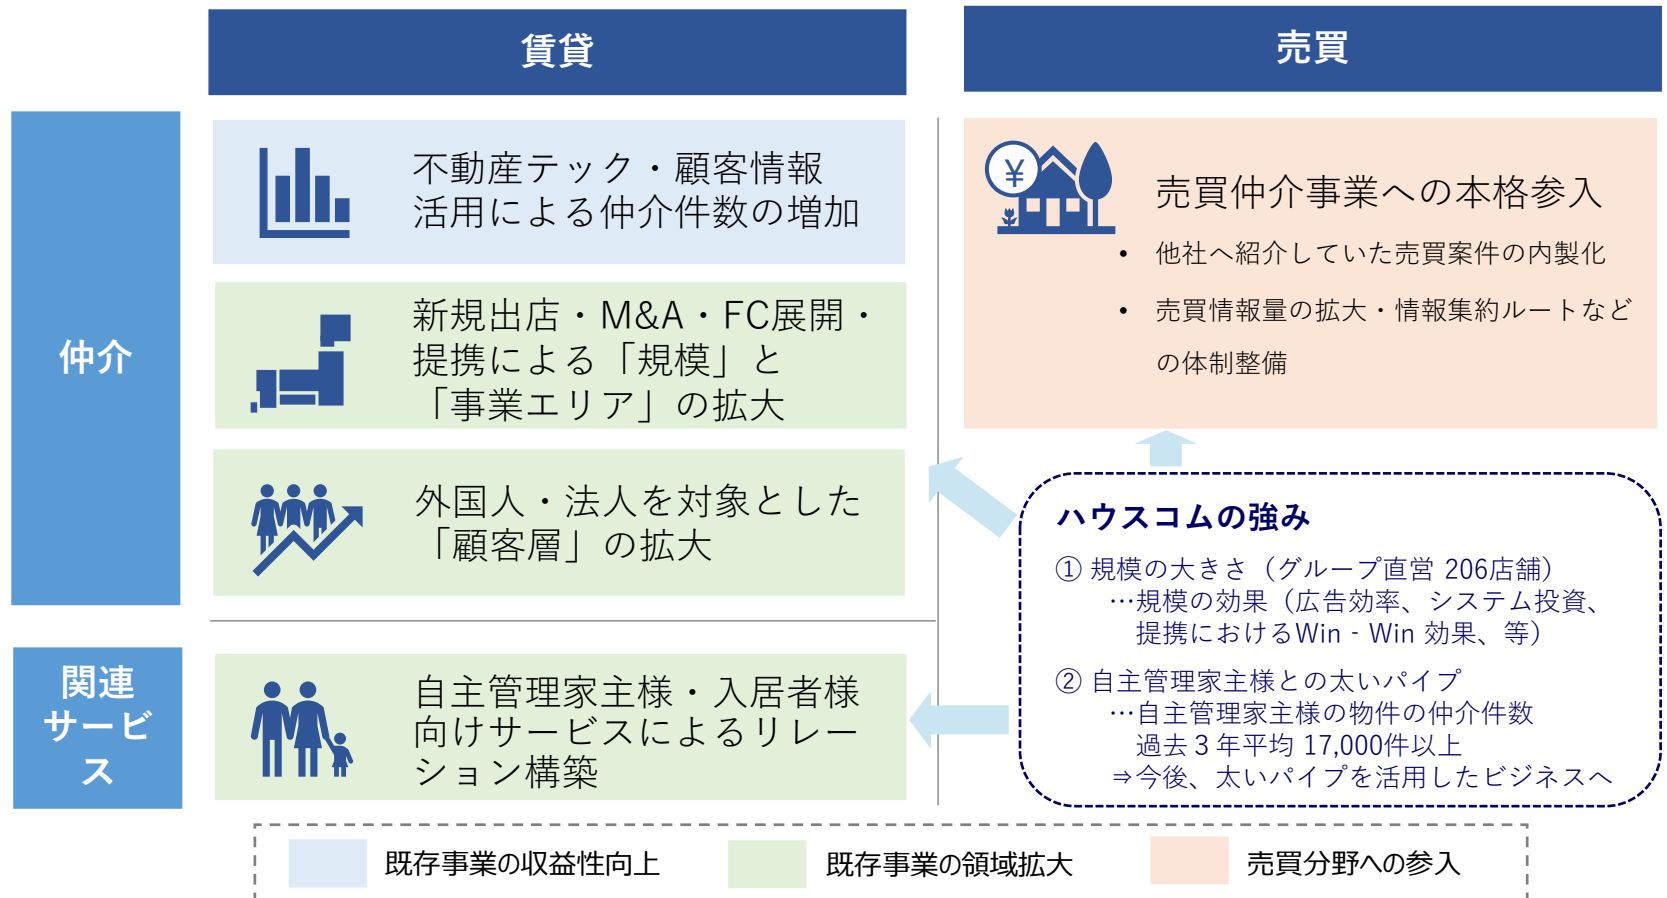 賃貸
売買
仲介
不動産テック・顧客情報
活用による仲介件数の増加
新規出店・M&A・FC展開・
提携による「規模」と
「事業エリア」の拡大
外国人・法人を対象とした
「顧客層」の拡大
¥
売買仲介事業への本格参入
• 他社へ紹介していた売買案件の内製化
• 売買情報量の拡大・情報集約ルートなど
の体制整備
関連
サービ
ス
自主管理家主様・入居者様
向けサービスによるリレー
ション構築
ハウスコムの強み
① 規模の大きさ（グループ直営 206店舗）
…規模の効果（広告効率、システム投資、
提携におけるWin‐Win 効果、等）
② 自主管理家主様との太いパイプ
…自主管理家主様の物件の仲介件数
過去３年平均 17,000件以上
⇒今後、太いパイプを活用したビジネスへ
既存事業の収益性向上
既存事業の領域拡大
売買分野への参入